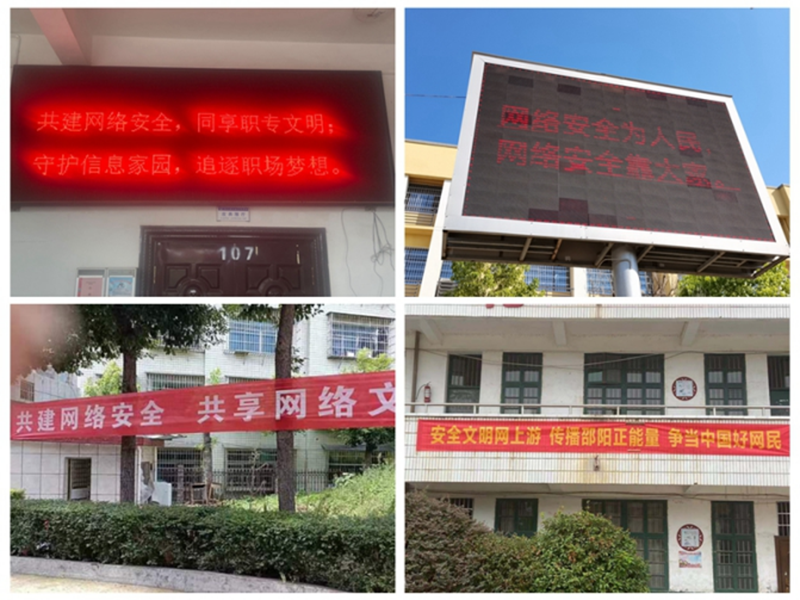 共建网络安全，同享职专文明；
守护信息家园，追逐职场梦想。
107
网络安全为人民
网络安全靠大富。
共建网络安全 共享网络文
安全文明网上游 传播邵阳正能量 争当中国好网民